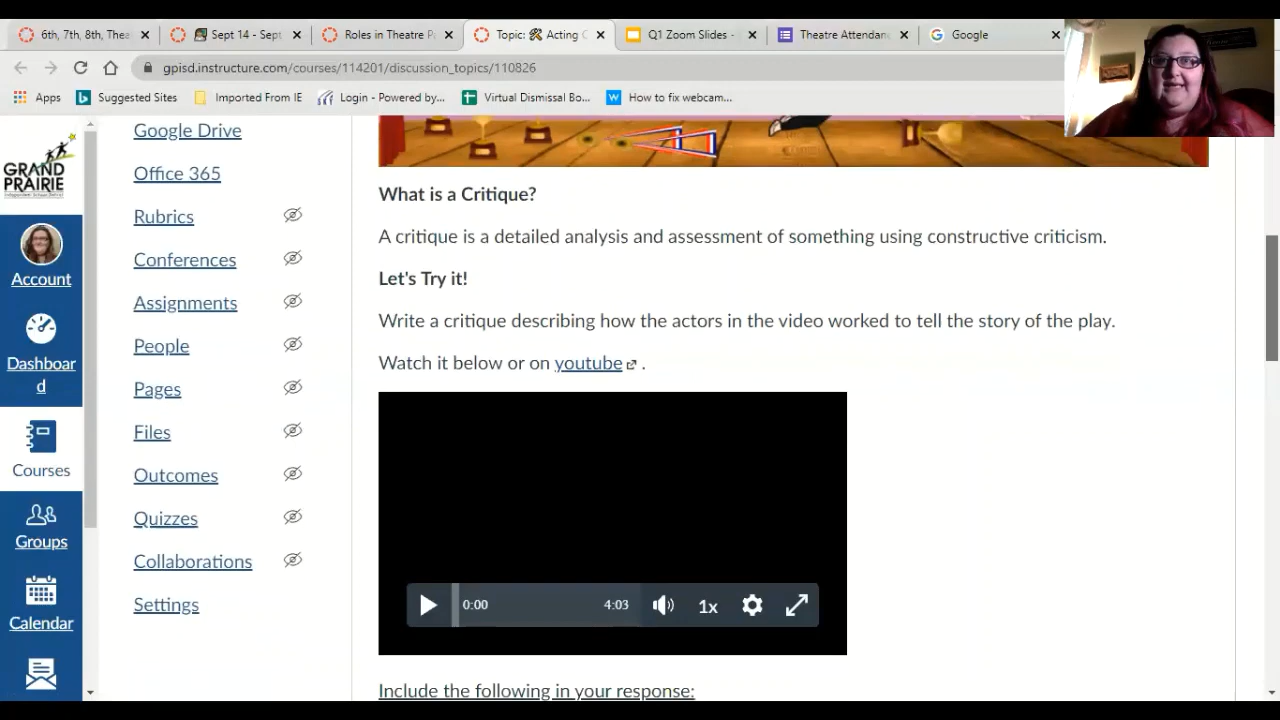 6th, 7th, 8th, Thea
Sept 14 - Sept
Roles in Theatre P
Topic: 🛠 Acting C
Q1 Zoom Slides -
Theatre Attendanc
Google
gpisd.instructure.com/courses/114201/discussion_topics/110826
Apps
Suggested Sites
Imported From IE
Login - Powered by...
Virtual Dismissal Bo...
How to fix webcam...
GRAND
PRAIRIE
Account
Dashboar
d
Courses
Groups
Calendar
Google Drive
Office 365
Rubrics
Conferences
Assignments
People
Pages
Files
Outcomes
Quizzes
Collaborations
Settings
What is a Critique?
A critique is a detailed analysis and assessment of something using constructive criticism.
Let's Try it!
Write a critique describing how the actors in the video worked to tell the story of the play.
Watch it below or on youtube .
0:00
4:03
1x
Include the following in your response: